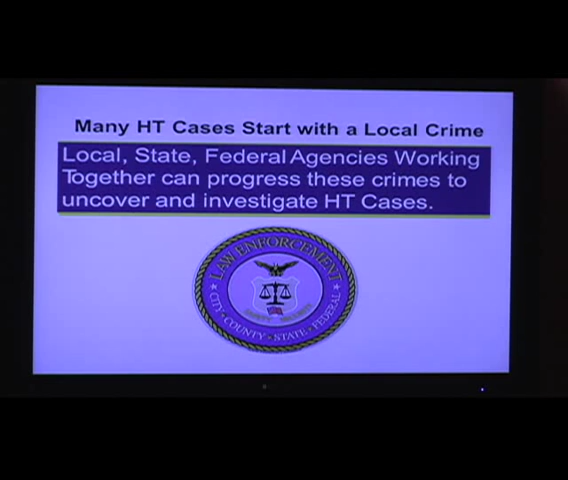 Many HT Cases Start with a Local Crime
Local, State, Federal Agencies Working
Together can progress these crimes to
uncover and investigate HT Cases.
LAW ENFORCEMENT
CITY • COUNTY • STATE • FEDERAL